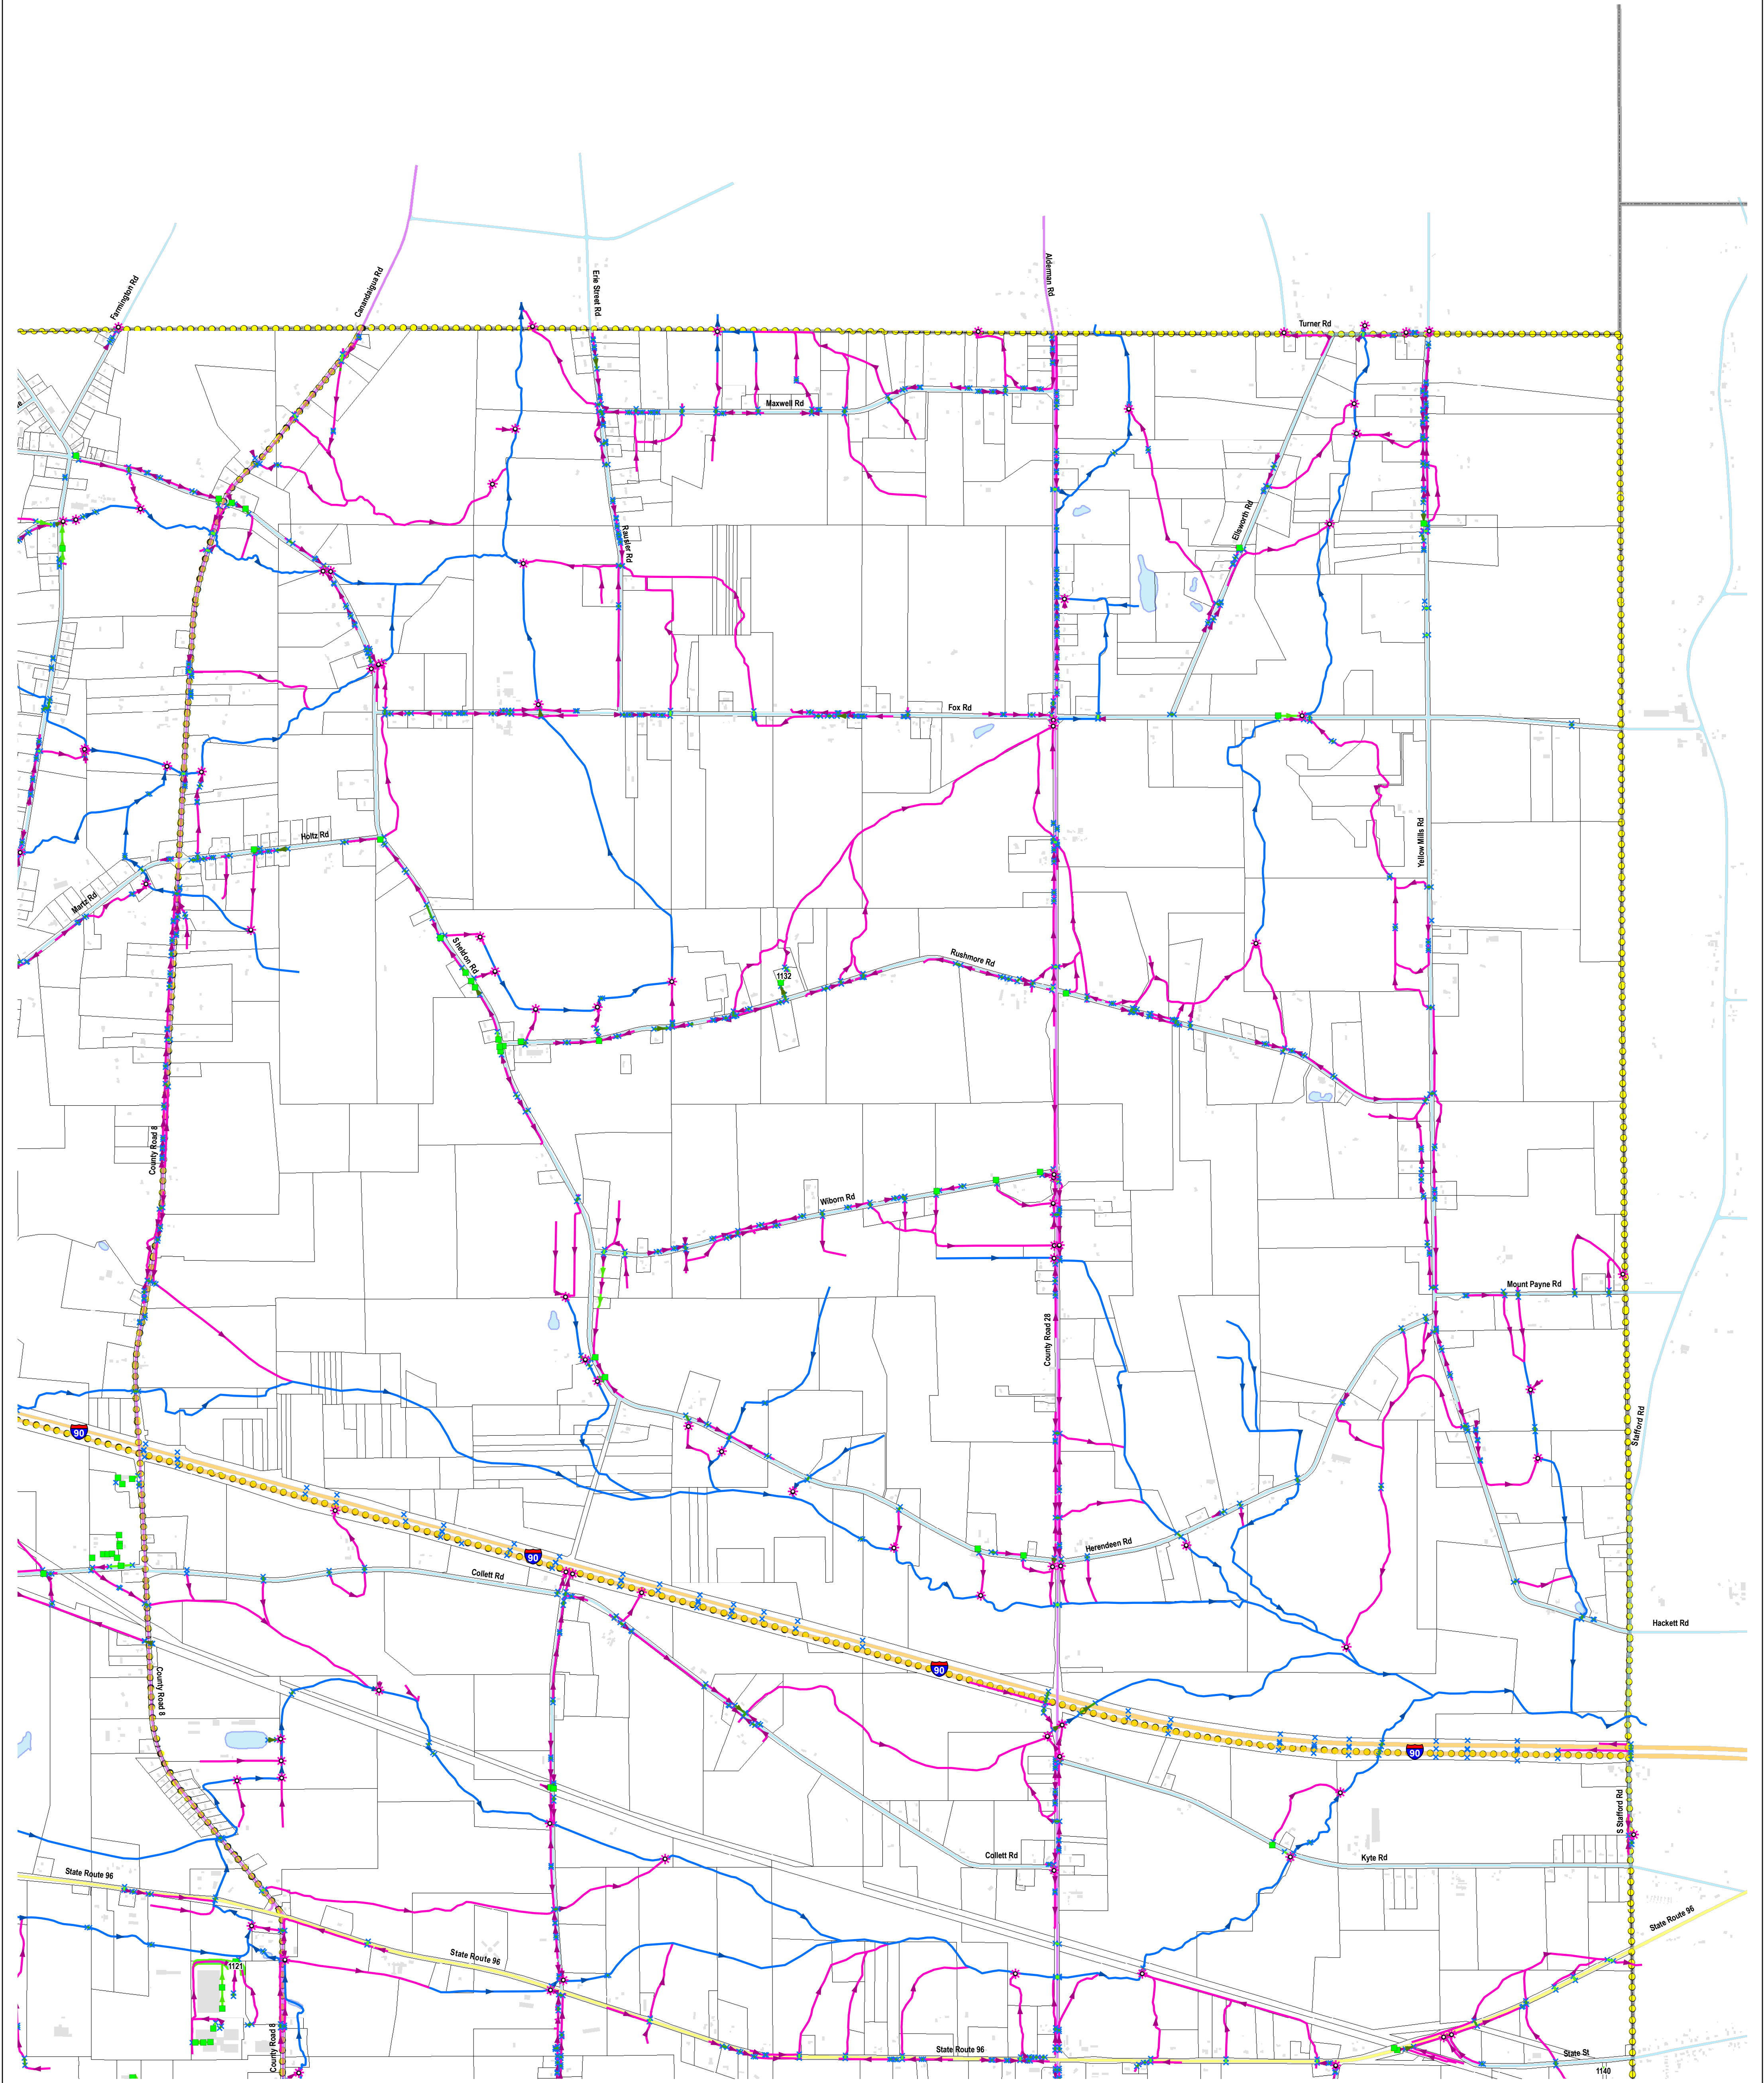 Farmington Rd
Canandaigua Rd
Erie Street Rd
Alderman Rd
Turner Rd
Maxwell Rd
Ellsworth Rd
Rausler Rd
Fox Rd
Yellow Mills Rd
Holtz Rd
Martz Rd
Sheldon Rd
1132
Rushmore Rd
County Road 8
Wiborn Rd
Mount Payne Rd
County Road 28
Stafford Rd
90
90
Collett Rd
Herendeen Rd
Hackett Rd
County Road 8
90
90
S Stafford Rd
Collett Rd
Kyte Rd
State Route 96
State Route 96
State Route 96
1121
County Road 8
State Route 96
State St
1140